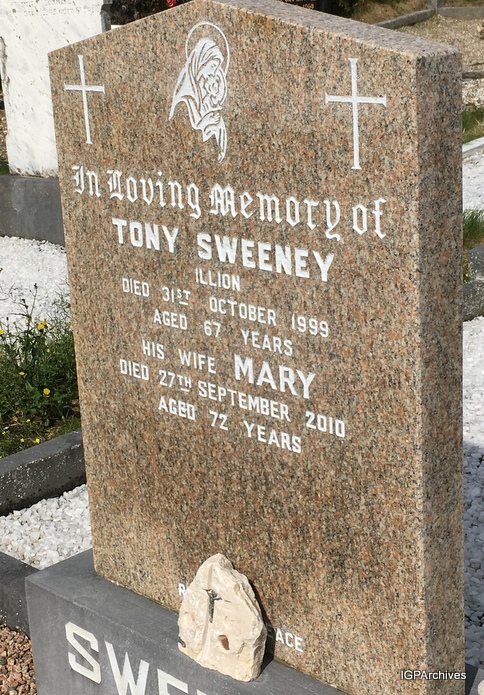 In Loving Memory of
TONY SWEENEY
ILLION
DIED 31ST OCTOBER 1999
AGED 67 YEARS
HIS WIFE MARY
DIED 27TH SEPTEMBER 2010
AGED 72 YEARS
IGPArchives